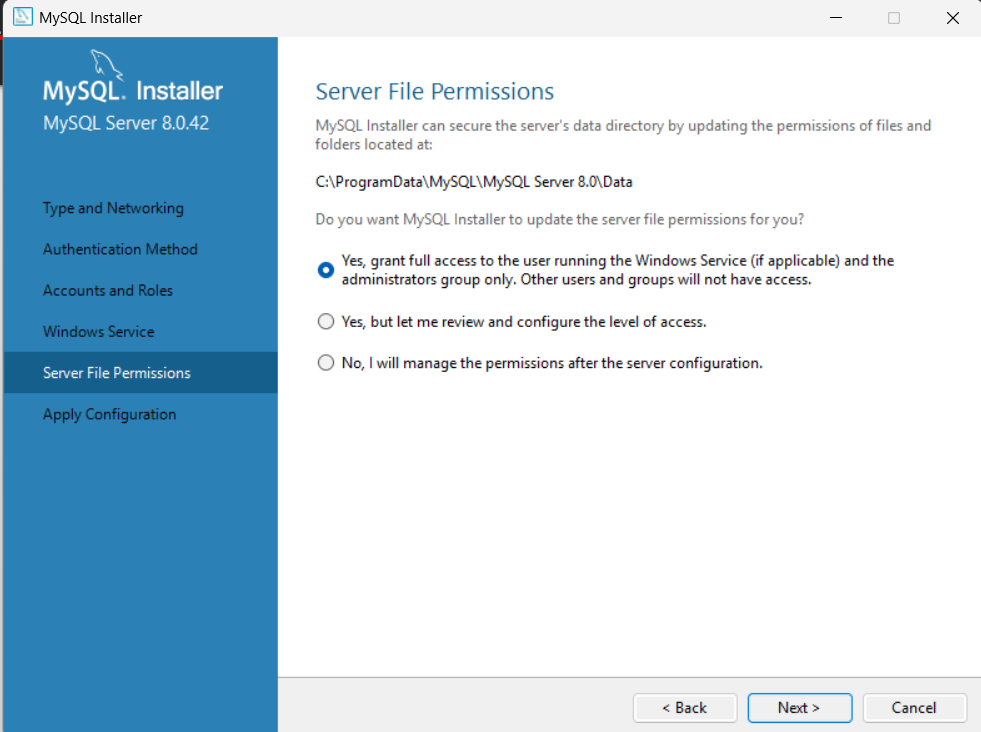 MySQL Installer
MySQL. Installer
MySQL Server 8.0.42
Type and Networking
Authentication Method
Accounts and Roles
Windows Service
Server File Permissions
Apply Configuration
Server File Permissions
MySQL Installer can secure the server's data directory by updating the permissions of files and
folders located at:
C:\ProgramData\MySQL\MySQL Server 8.0\Data
Do you want MySQL Installer to update the server file permissions for you?
Yes, grant full access to the user running the Windows Service (if applicable) and the
administrators group only. Other users and groups will not have access.
Yes, but let me review and configure the level of access.
No, I will manage the permissions after the server configuration.
< Back
Next >
Cancel